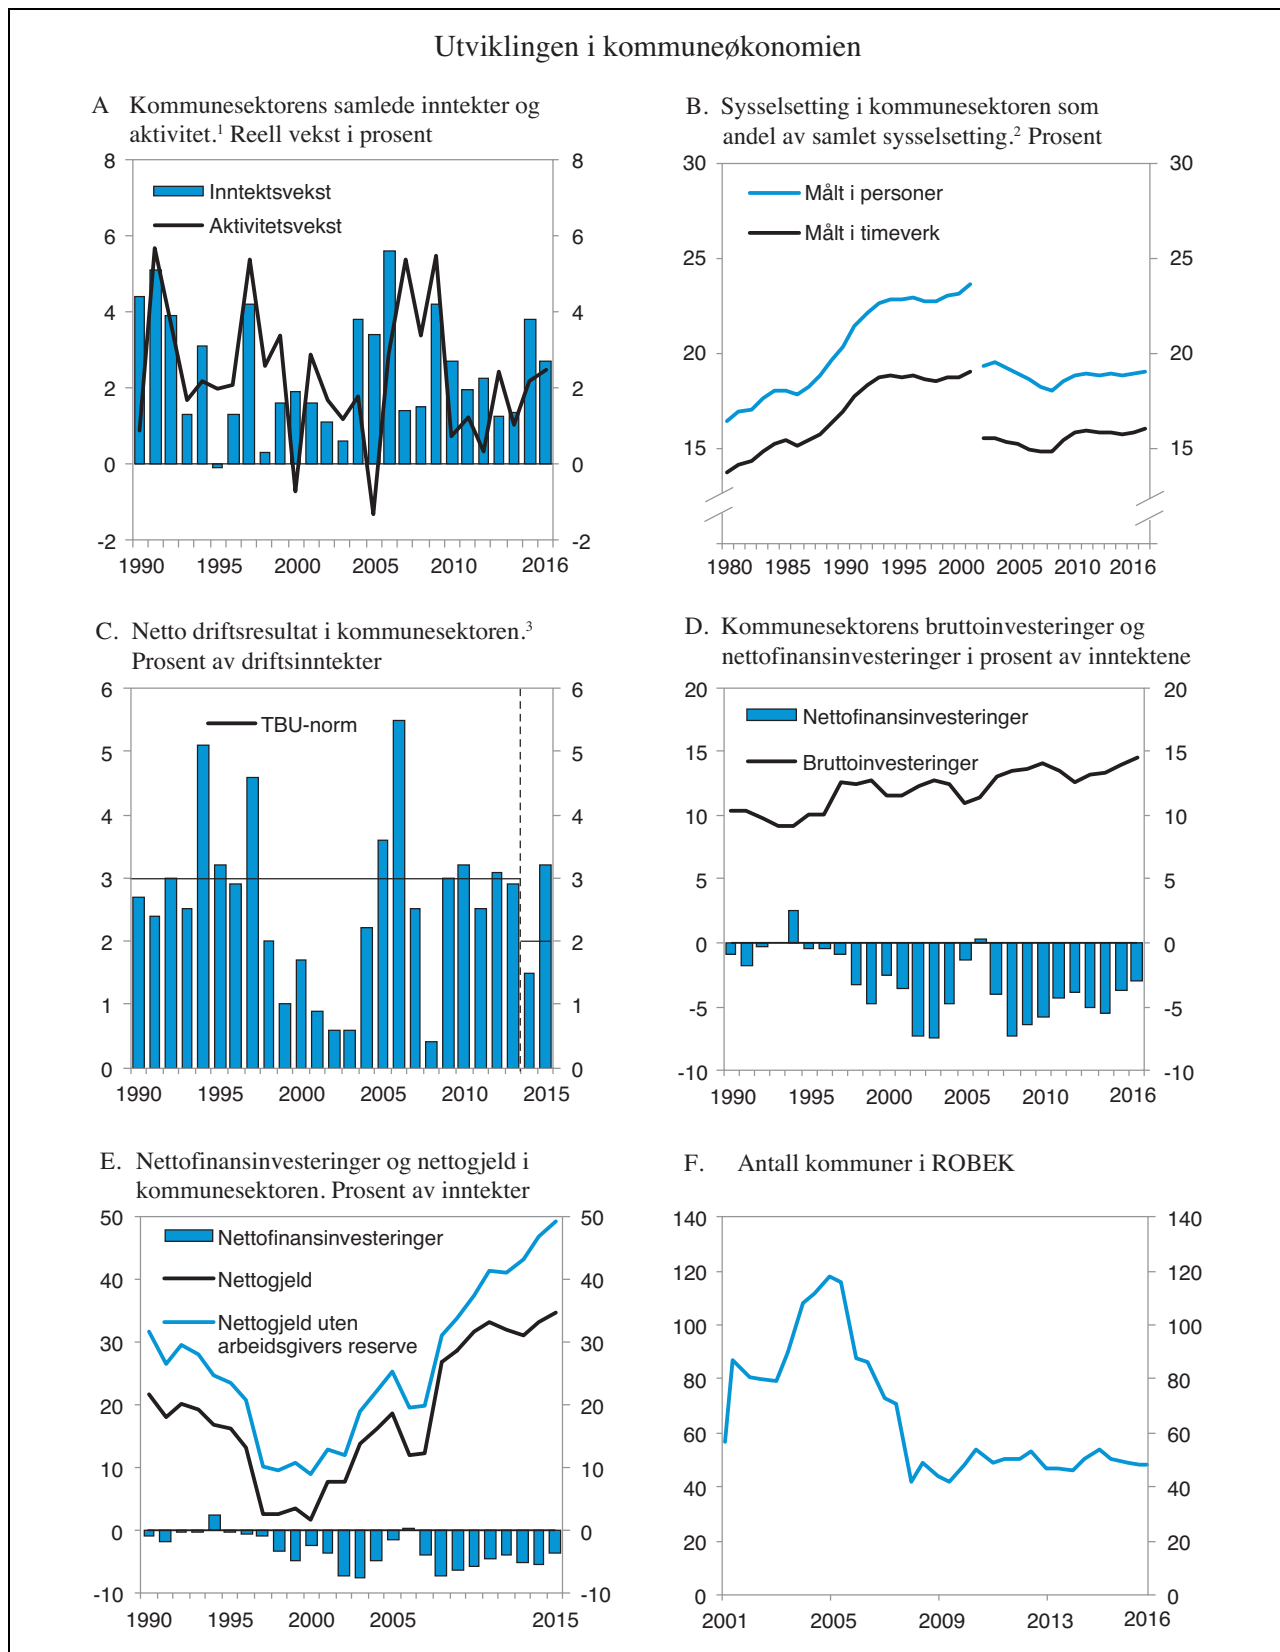 Utviklingen i kommuneøkonomien
A Kommunesektorens samlede inntekter og
aktivitet.¹ Reell vekst i prosent
8 8
Inntektsvekst
Aktivitetsvekst
6 6
4 4
2 2
0 0
-2 -2
1990 1995 2000 2005 2010 2016
B. Sysselsetting i kommunesektoren som
andel av samlet sysselsetting.² Prosent
30 30
Målt i personer
Målt i timeverk
25 25
20 20
15 15
1980 1985 1990 1995 2000 2005 2010 2016
C. Netto driftsresultat i kommunesektoren.³
Prosent av driftsinntekter
6 6
TBU-norm
5 5
4 4
3 3
2 2
1 1
0 0
1990 1995 2000 2005 2010 2015
D. Kommunesektorens bruttoinvesteringer og
nettofinansinvesteringer i prosent av inntektene
20 20
Nettofinansinvesteringer
15 15
Bruttoinvesteringer
10 10
5 5
0 0
-5 -5
-10 -10
1990 1995 2000 2005 2010 2016
E. Nettofinansinvesteringer og nettogjeld i
kommunesektoren. Prosent av inntekter
50 50
Nettofinansinvesteringer
40 40
Nettogjeld
Nettogjeld uten
arbeidsgivers reserve
30 30
20 20
10 10
0 0
-10 -10
1990 1995 2000 2005 2015
F. Antall kommuner i ROBEK
140 140
120 120
100 100
80 80
60 60
40 40
20 20
0 0
2001 2005 2009 2013 2016